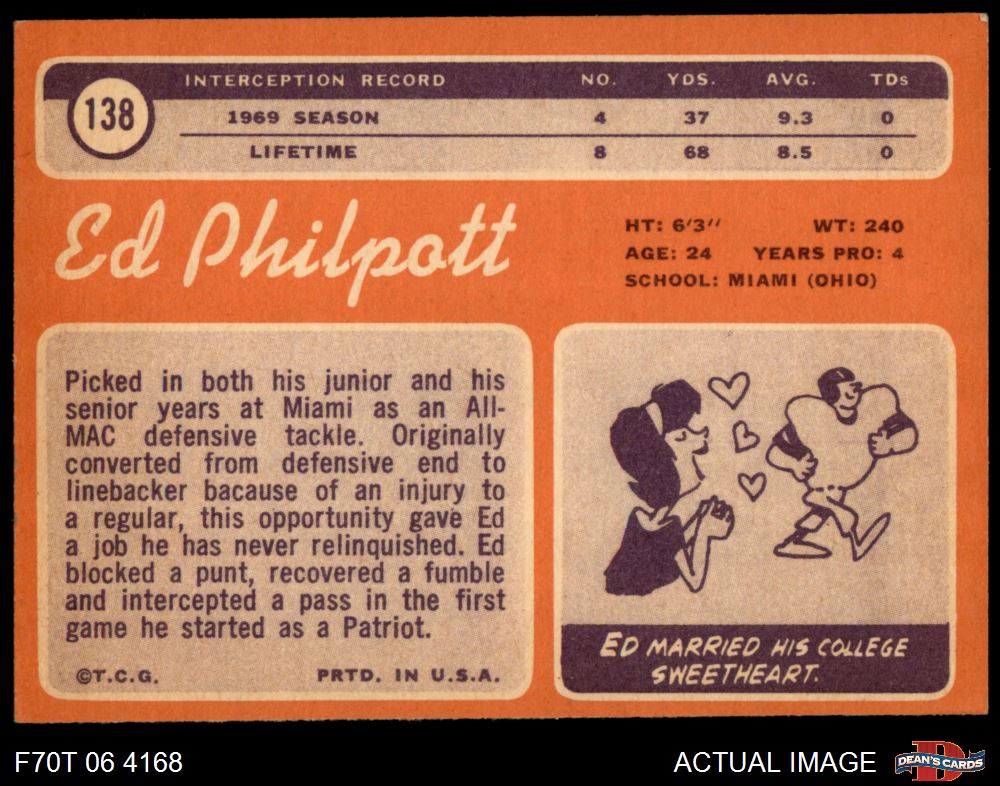 138
INTERCEPTION RECORD NO. YDS. AVG. TDs
1969 SEASON 4 37 9.3 0
LIFETIME 8 68 8.5 0
Ed Philpott
HT: 6'3" WT: 240
AGE: 24 YEARS PRO: 4
SCHOOL: MIAMI (OHIO)
Picked in both his junior and his
senior years at Miami as an All-
MAC defensive tackle. Originally
converted from defensive end to
linebacker bacause of an injury to
a regular, this opportunity gave Ed
a job he has never relinquished. Ed
blocked a punt, recovered a fumble
and intercepted a pass in the first
game he started as a Patriot.
©T.C.G. PRTD. IN U.S.A.
ED MARRIED HIS COLLEGE
SWEETHEART.
F70T 06 4168
ACTUAL IMAGE
D
DEAN'S CARDS